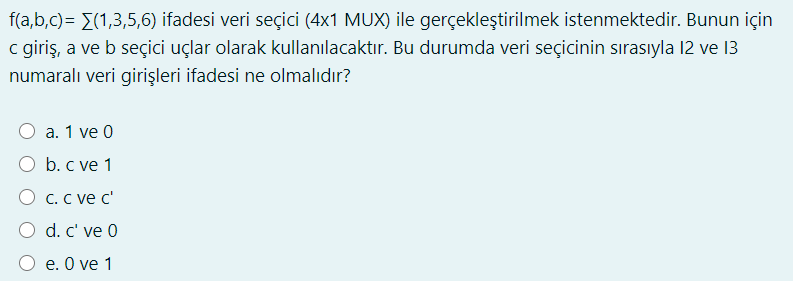 f(a,b,c)= ∑(1,3,5,6) ifadesi veri seçici (4x1 MUX) ile gerçekleştirilmek istenmektedir. Bunun için
c giriş, a ve b seçici uçlar olarak kullanılacaktır. Bu durumda veri seçicinin sırasıyla I2 ve I3
numaralı veri girişleri ifadesi ne olmalıdır?
a. 1 ve 0
b. c ve 1
c. c ve c'
d. c' ve 0
e. 0 ve 1